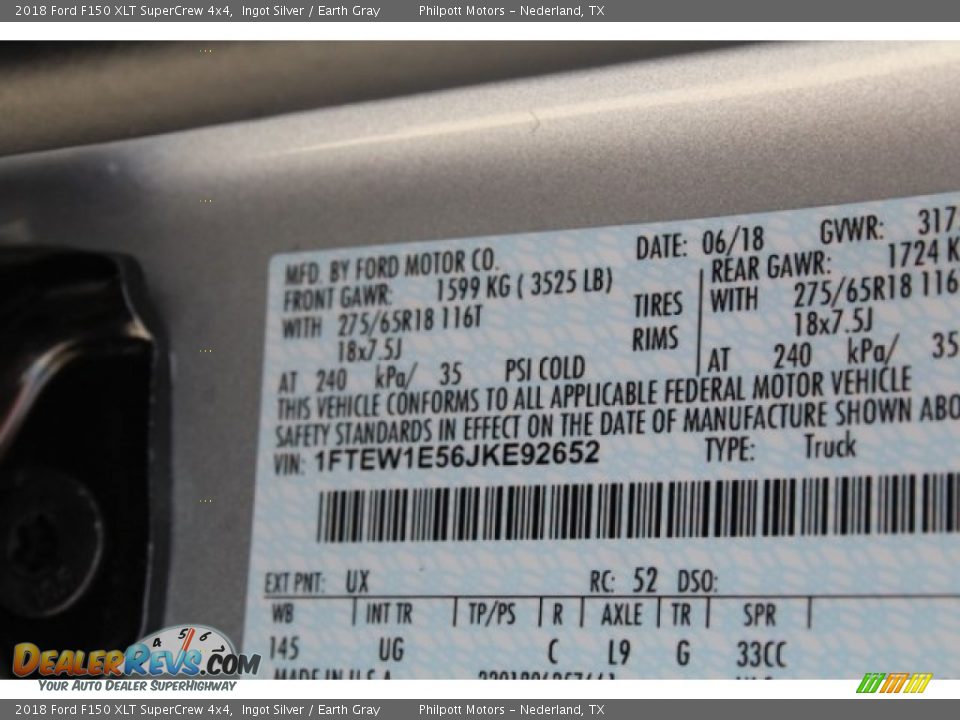 2018 Ford F150 XLT SuperCrew 4x4, Ingot Silver / Earth Gray Philpott Motors - Nederland, TX
MFD. BY FORD MOTOR CO. DATE: 06/18 GVWR: 317
FRONT GAWR: 1599 KG ( 3525 LB) REAR GAWR: 1724 K
WITH 275/65R18 116T TIRES WITH 275/65R18 116
18x7.5J RIMS 18x7.5J
AT 240 kPa/ 35 PSI COLD AT 240 kPa/ 35
THIS VEHICLE CONFORMS TO ALL APPLICABLE FEDERAL MOTOR VEHICLE
SAFETY STANDARDS IN EFFECT ON THE DATE OF MANUFACTURE SHOWN ABO
VIN: 1FTEW1E56JKE92652 TYPE: Truck
EXT PNT: UX RC: 52 DSO:
WB INT TR TP/PS R AXLE TR SPR
145 UG C L9 G 33CC
MADE IN U.S.A.
4 5 6
DEALERREVS.COM
YOUR AUTO DEALER SUPERHIGHWAY
2018 Ford F150 XLT SuperCrew 4x4, Ingot Silver / Earth Gray Philpott Motors - Nederland, TX